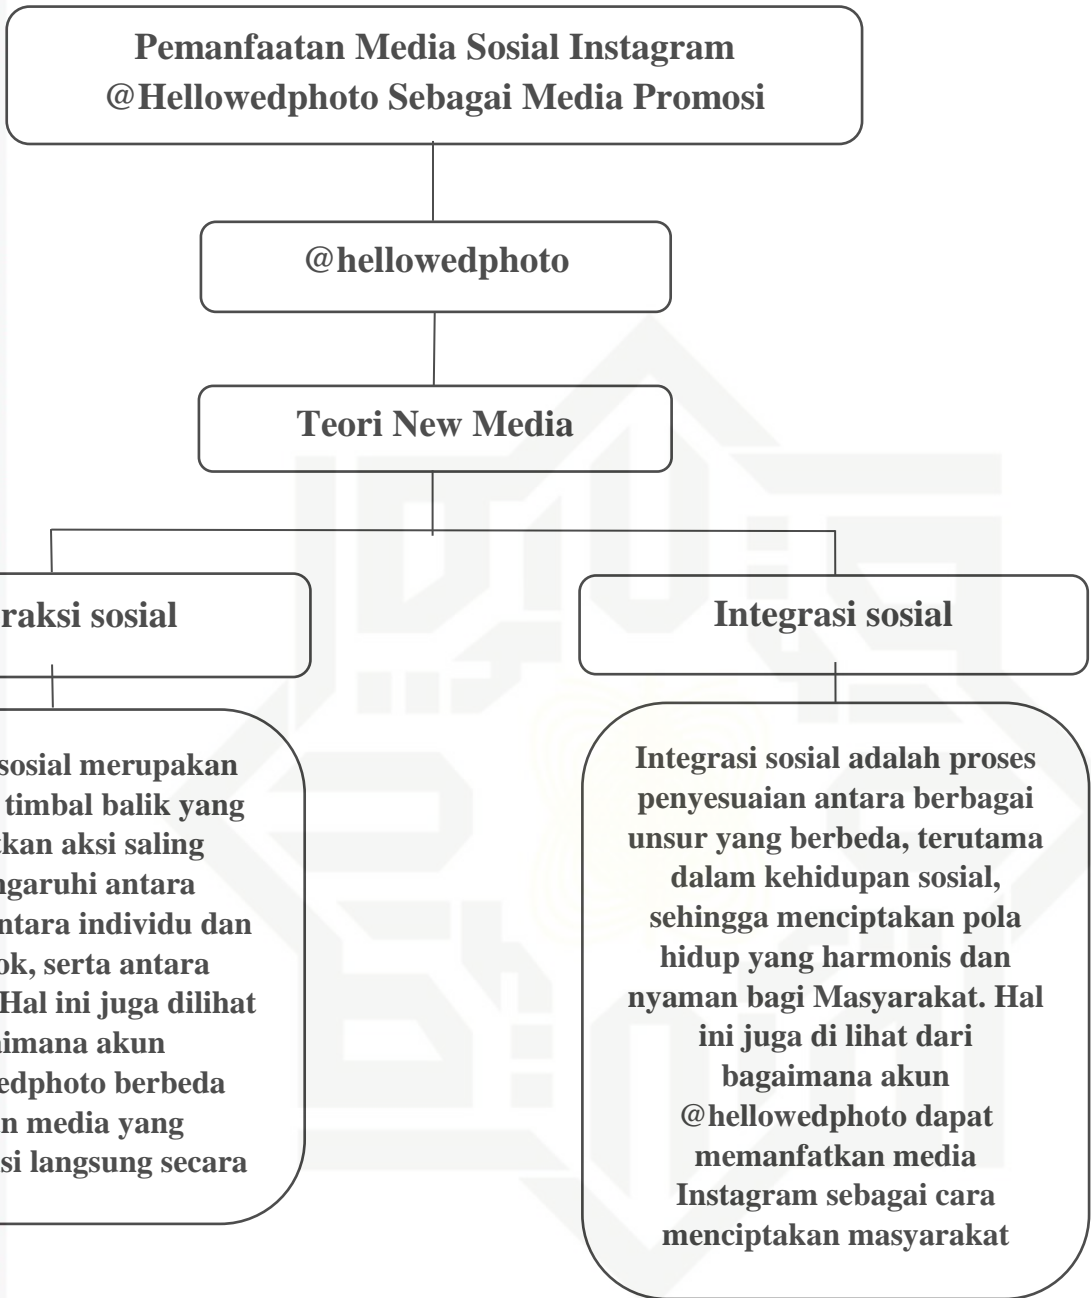 Pemanfaatan Media Sosial Instagram
@Hellowedphoto Sebagai Media Promosi
@hellowedphoto
Teori New Media
raksi sosial
sosial merupakan
timbal balik yang
tkan aksi saling
ngaruhi antara
ntara individu dan
ok, serta antara
Hal ini juga dilihat
aimana akun
edphoto berbeda
n media yang
si langsung secara
Integrasi sosial
Integrasi sosial adalah proses
penyesuaian antara berbagai
unsur yang berbeda, terutama
dalam kehidupan sosial,
sehingga menciptakan pola
hidup yang harmonis dan
nyaman bagi Masyarakat. Hal
ini juga di lihat dari
bagaimana akun
@hellowedphoto dapat
memanfatkan media
Instagram sebagai cara
menciptakan masyarakat